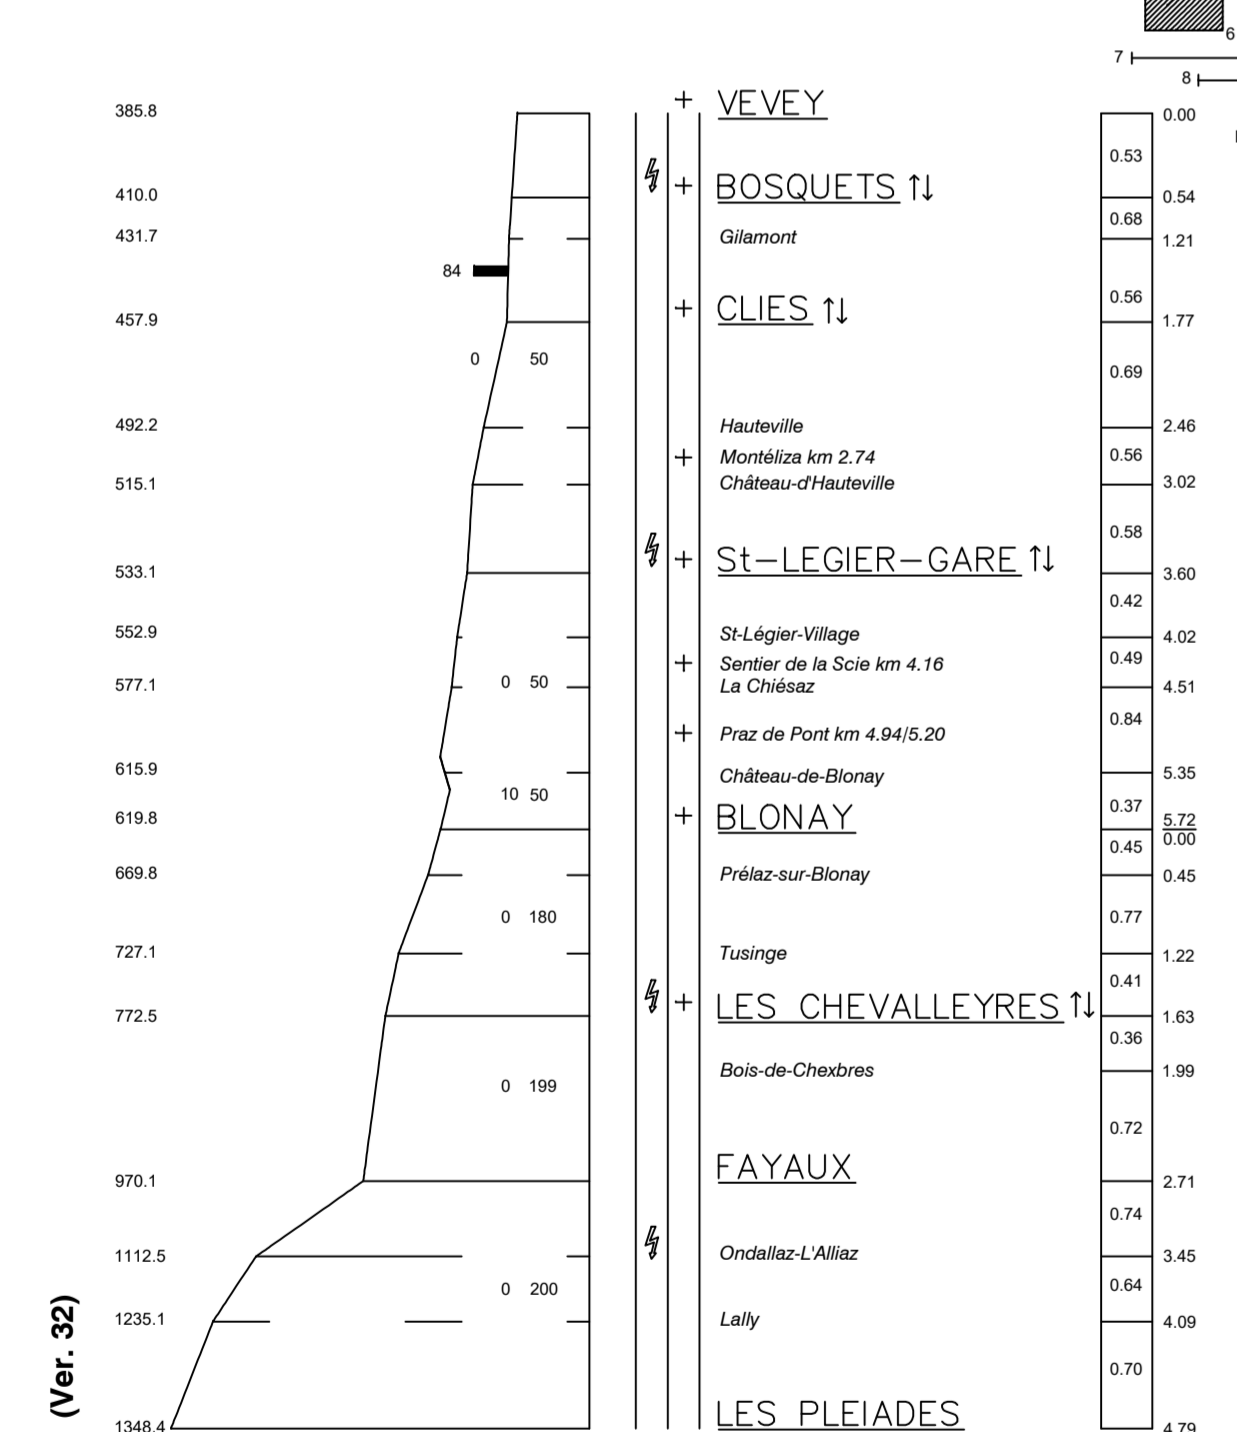 6
7
8
385.8 + VEVEY 0.00
0.53
410.0 + BOSQUETS ↑↓ 0.54
0.68
431.7 Gilamont 1.21
84
0.56
457.9 + CLIES ↑↓ 1.77
0 50
0.69
492.2 Hauteville 2.46
+ Montéliza km 2.74 0.56
515.1 Château-d'Hauteville 3.02
0.58
533.1 + St-LEGIER-GARE ↑↓ 3.60
0.42
552.9 St-Légier-Village 4.02
+ Sentier de la Scie km 4.16 0.49
577.1 0 50 La Chiésaz 4.51
0.84
+ Praz de Pont km 4.94/5.20
615.9 Château-de-Blonay 5.35
10 50 0.37
619.8 + BLONAY 5.72
0.00
0.45
669.8 Prélaz-sur-Blonay 0.45
0 180 0.77
727.1 Tusinge 1.22
0.41
772.5 + LES CHEVALLEYRES ↑↓ 1.63
0.36
Bois-de-Chexbres 1.99
0 199
0.72
970.1 FAYAUX 2.71
0.74
1112.5 Ondallaz-L'Alliaz 3.45
0 200 0.64
1235.1 Lally 4.09
0.70
1348.4 LES PLEIADES 4.79
(Ver. 32)